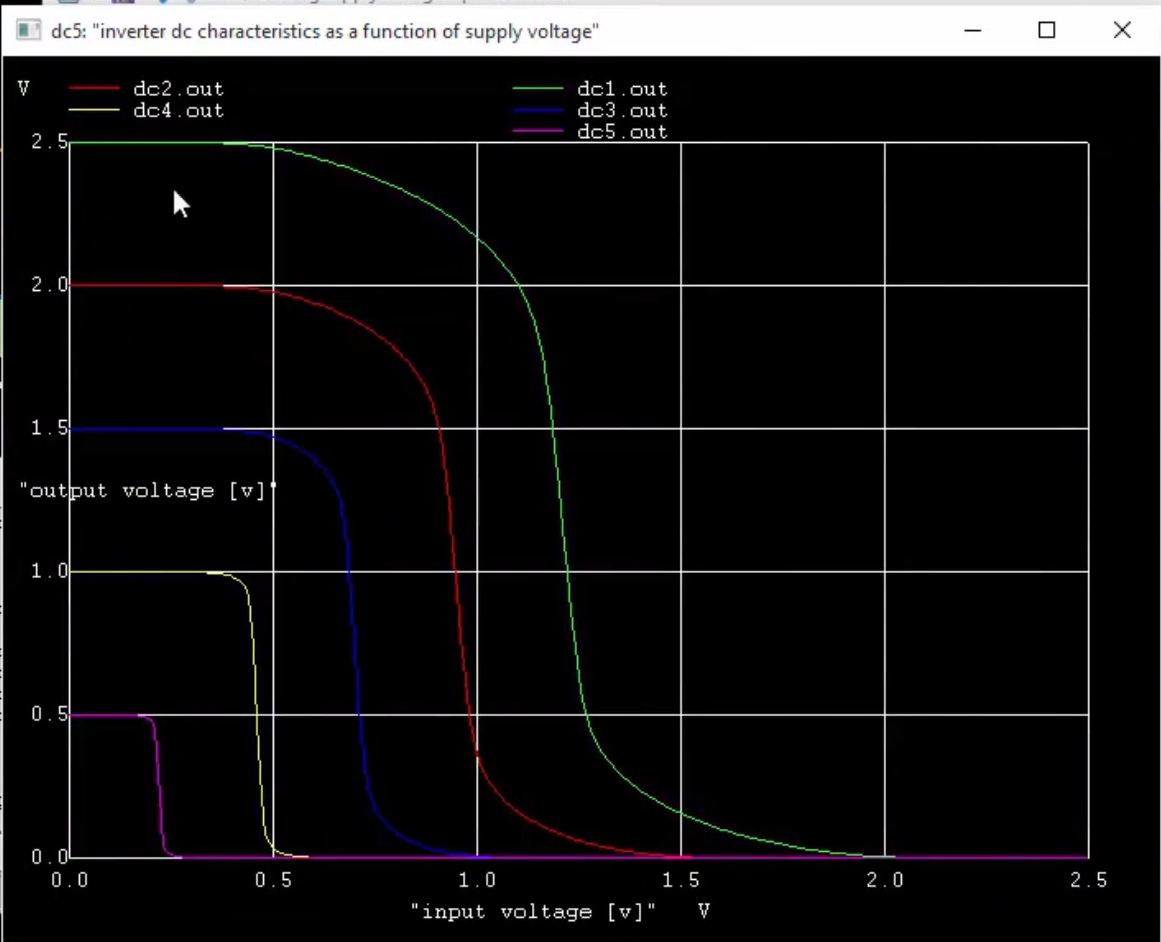 dc5: "inverter dc characteristics as a function of supply voltage"
V dc2.out dc1.out
dc4.out dc3.out
dc5.out
2.5
2.0
1.5
"output voltage [v]"
1.0
0.5
0.0
0.0 0.5 1.0 1.5 2.0 2.5
"input voltage [v]" V